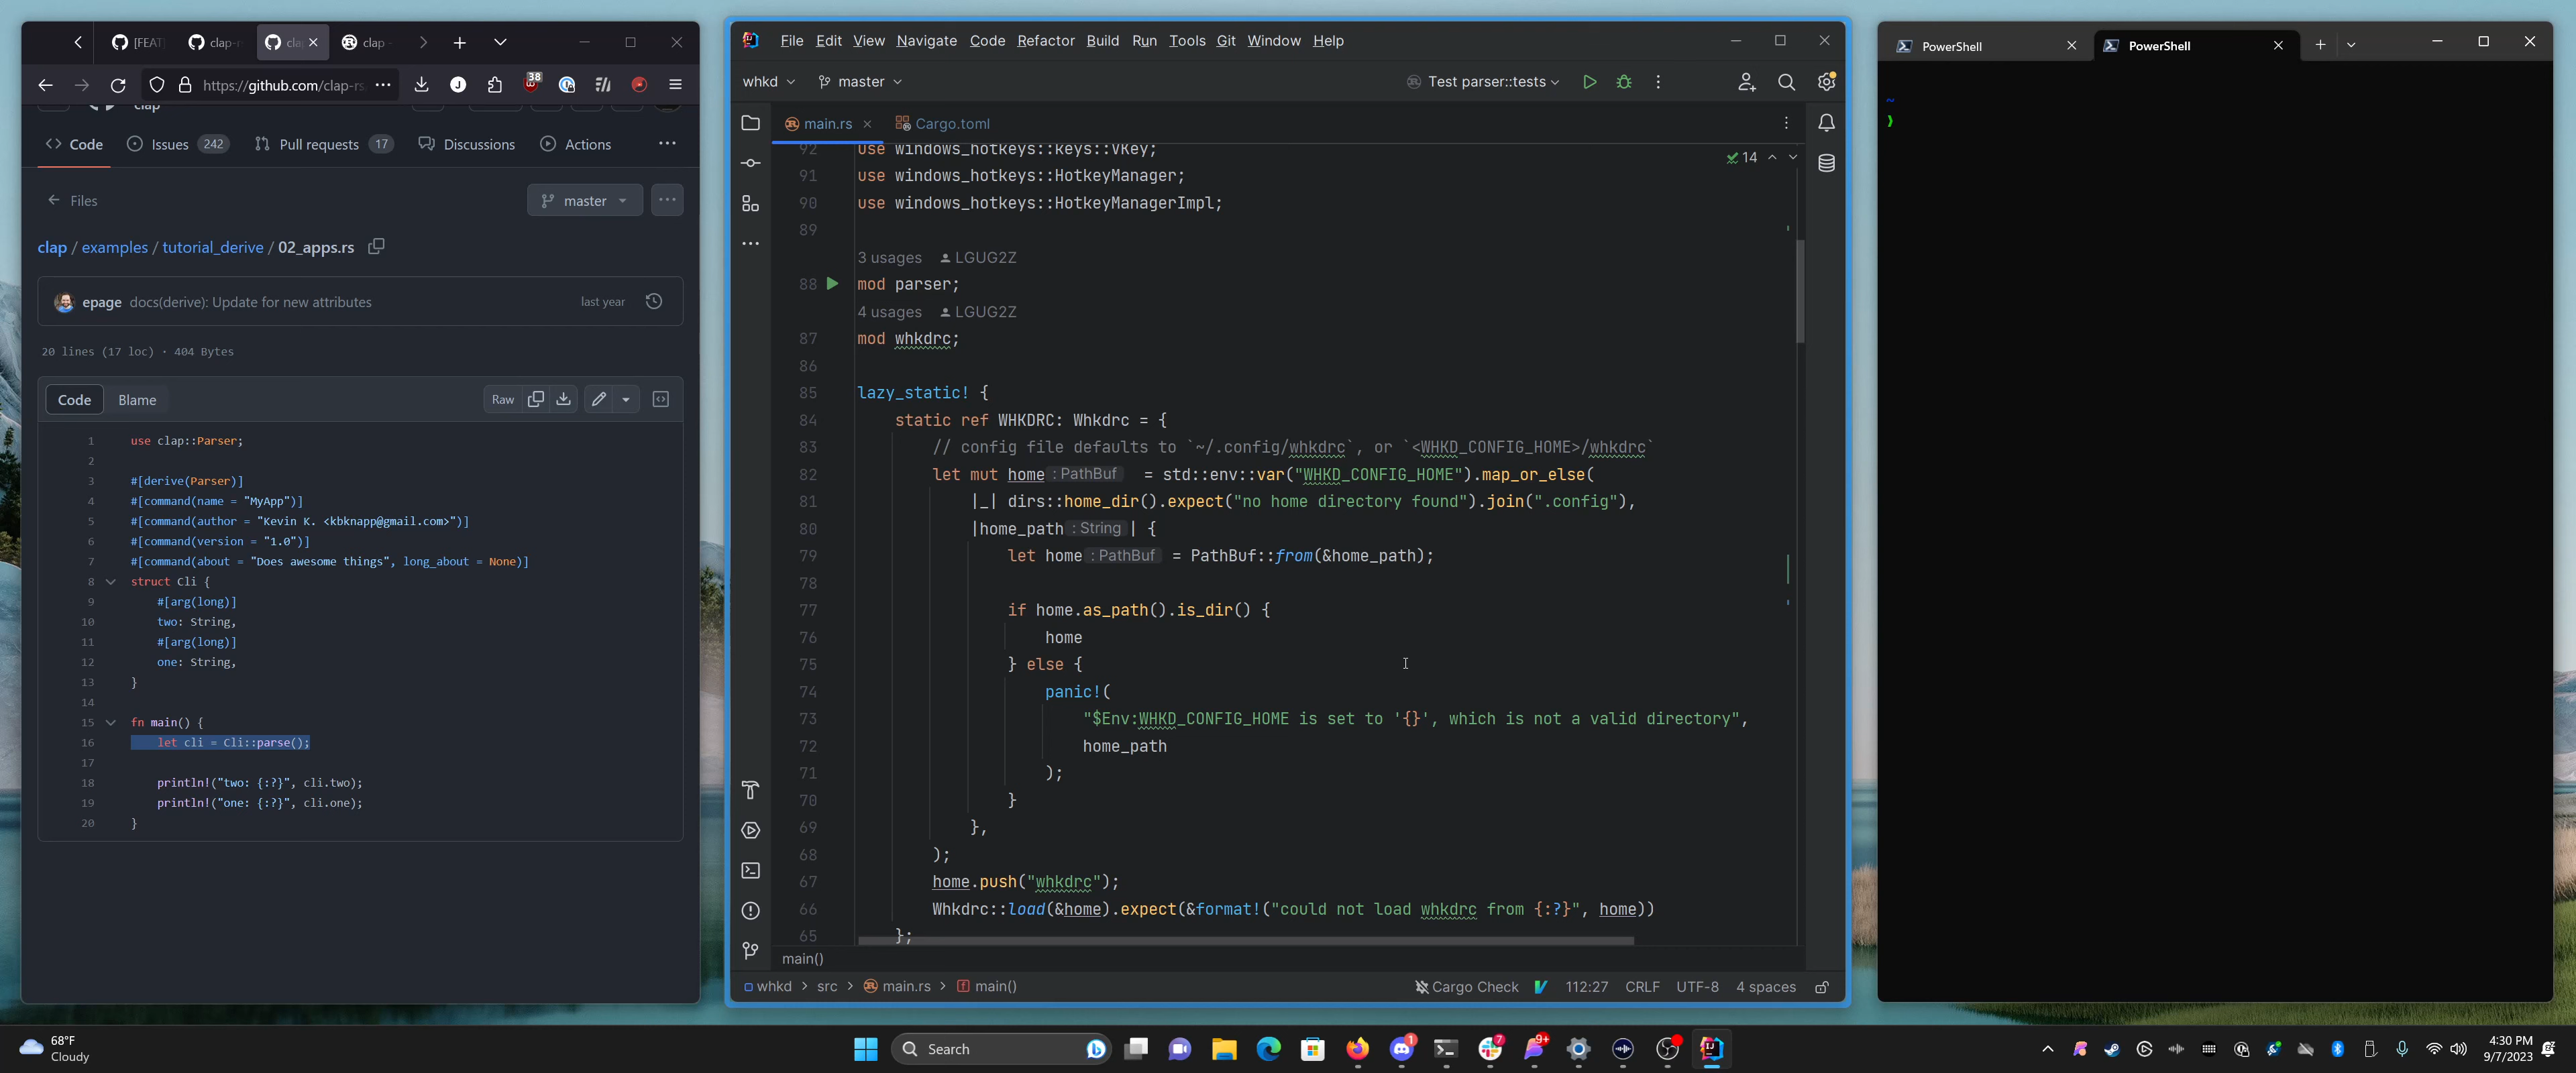 [FEAT
clap-r
cla
clap -
https://github.com/clap-rs
38
clap
Code
Issues 242
Pull requests 17
Discussions
Actions
Files
master
clap / examples / tutorial_derive / 02_apps.rs
epage docs(derive): Update for new attributes
last year
20 lines (17 loc) · 404 Bytes
Code
Blame
Raw
1 use clap::Parser;
2
3 #[derive(Parser)]
4 #[command(name = "MyApp")]
5 #[command(author = "Kevin K. <kbknapp@gmail.com>")]
6 #[command(version = "1.0")]
7 #[command(about = "Does awesome things", long_about = None)]
8 struct Cli {
9 #[arg(long)]
10 two: String,
11 #[arg(long)]
12 one: String,
13 }
14
15 fn main() {
16 let cli = Cli::parse();
17
18 println!("two: {:?}", cli.two);
19 println!("one: {:?}", cli.one);
20 }
File Edit View Navigate Code Refactor Build Run Tools Git Window Help
whkd
master
Test parser::tests
main.rs
Cargo.toml
14
92 use windows_hotkeys::keys::VKey;
91 use windows_hotkeys::HotkeyManager;
90 use windows_hotkeys::HotkeyManagerImpl;
89
3 usages LGUG2Z
88 mod parser;
4 usages LGUG2Z
87 mod whkdrc;
86
85 lazy_static! {
84 static ref WHKDRC: Whkdrc = {
83 // config file defaults to `~/.config/whkdrc`, or `<WHKD_CONFIG_HOME>/whkdrc`
82 let mut home : PathBuf = std::env::var("WHKD_CONFIG_HOME").map_or_else(
81 |_| dirs::home_dir().expect("no home directory found").join(".config"),
80 |home_path : String | {
79 let home : PathBuf = PathBuf::from(&home_path);
78
77 if home.as_path().is_dir() {
76 home
75 } else {
74 panic!(
73 "$Env:WHKD_CONFIG_HOME is set to '{}', which is not a valid directory",
72 home_path
71 );
70 }
69 },
68 );
67 home.push("whkdrc");
66 Whkdrc::load(&home).expect(&format!("could not load whkdrc from {:?}", home))
65 };
main()
whkd > src > main.rs > main()
Cargo Check
112:27
CRLF
UTF-8
4 spaces
PowerShell
PowerShell
~
❯
68°F
Cloudy
Search
1
7
9+
4:30 PM
9/7/2023